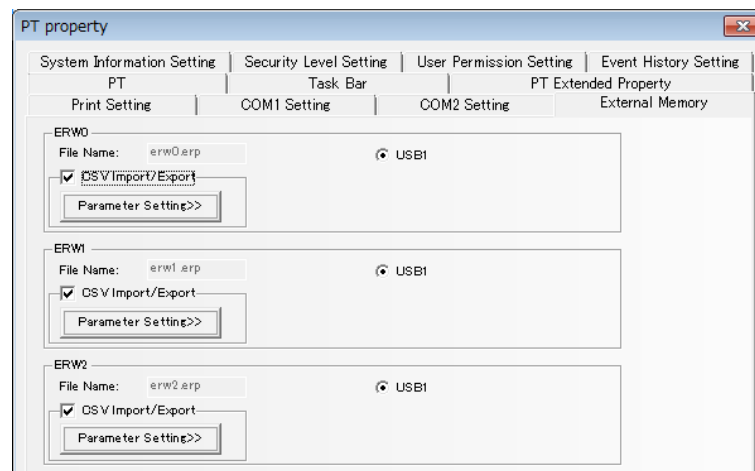 PT property
System Information Setting Security Level Setting User Permission Setting Event History Setting
PT Task Bar PT Extended Property
Print Setting COM1 Setting COM2 Setting External Memory
ERW0
File Name: erw0.erp USB1
CSV Import/Export
Parameter Setting>>
ERW1
File Name: erw1.erp USB1
CSV Import/Export
Parameter Setting>>
ERW2
File Name: erw2.erp USB1
CSV Import/Export
Parameter Setting>>